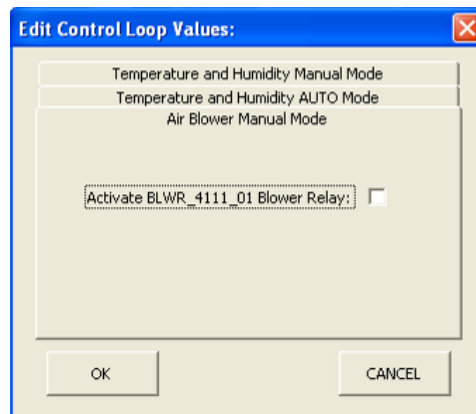 Edit Control Loop Values:
Temperature and Humidity Manual Mode
Temperature and Humidity AUTO Mode
Air Blower Manual Mode
Activate BLWR_4111_01 Blower Relay:
OK
CANCEL